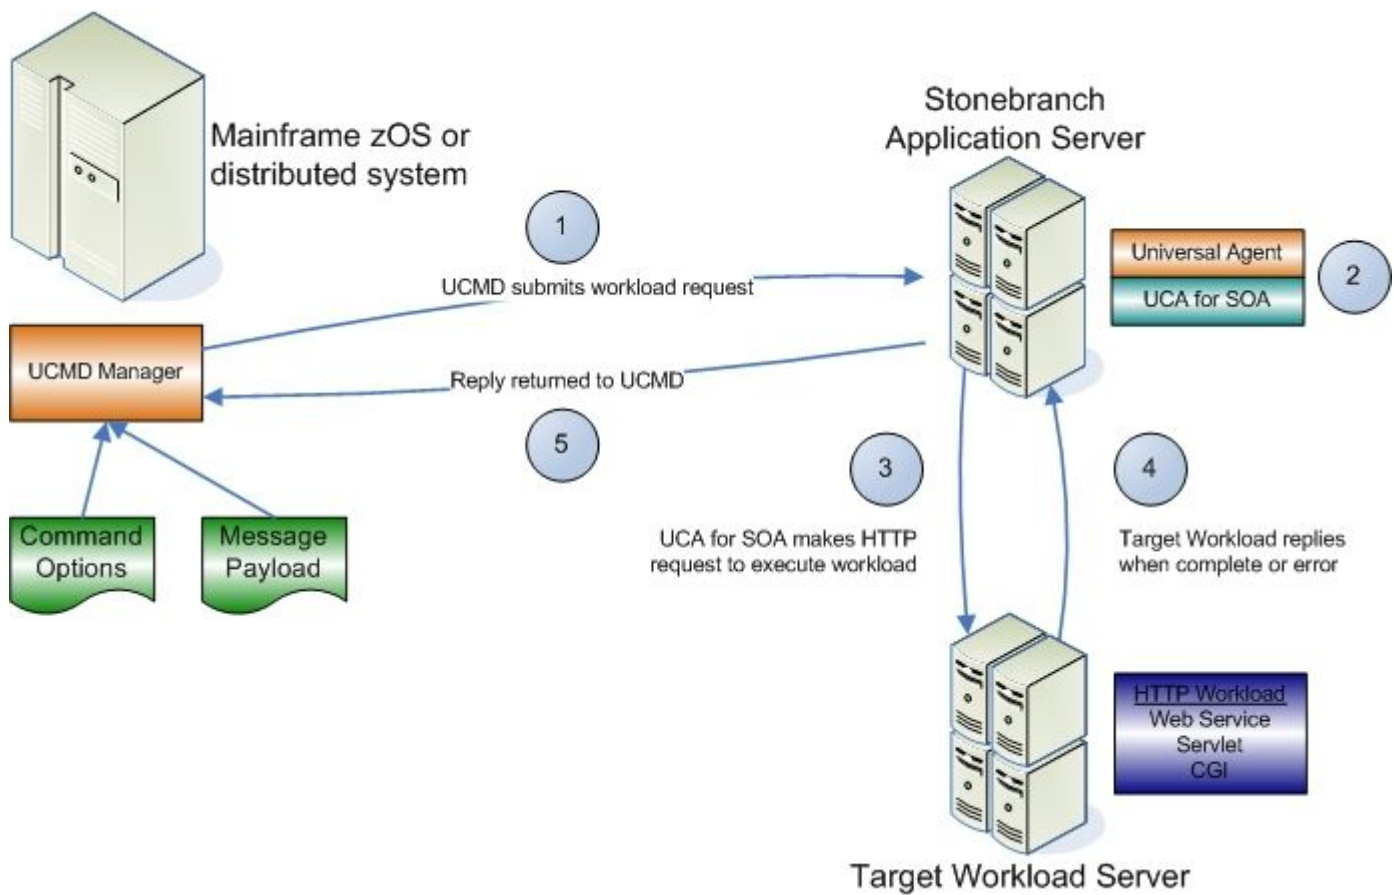 Mainframe zOS or
distributed system
Stonebranch
Application Server
1
UCMD submits workload request
Universal Agent
UCA for SOA
2
UCMD Manager
Reply returned to UCMD
5
3
4
Command
Options
Message
Payload
UCA for SOA makes HTTP
request to execute workload
Target Workload replies
when complete or error
HTTP Workload
Web Service
Servlet
CGI
Target Workload Server